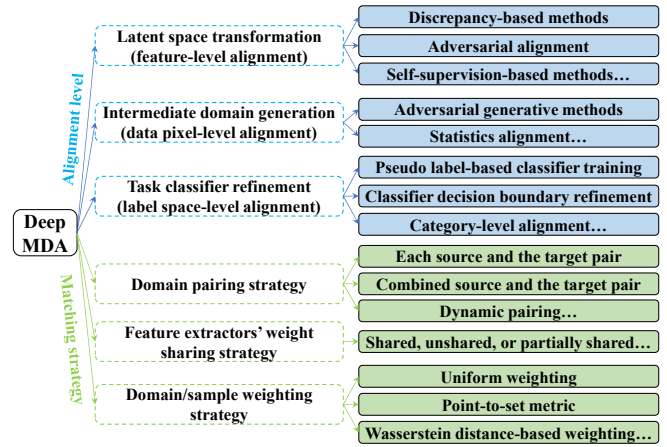 Deep
MDA
Alignment level
Latent space transformation
(feature-level alignment)
Discrepancy-based methods
Adversarial alignment
Self-supervision-based methods…
Intermediate domain generation
(data pixel-level alignment)
Adversarial generative methods
Statistics alignment…
Task classifier refinement
(label space-level alignment)
Pseudo label-based classifier training
Classifier decision boundary refinement
Category-level alignment…
Matching strategy
Domain pairing strategy
Each source and the target pair
Combined source and the target pair
Dynamic pairing…
Feature extractors’ weight
sharing strategy
Shared, unshared, or partially shared…
Domain/sample weighting
strategy
Uniform weighting
Point-to-set metric
Wasserstein distance-based weighting…